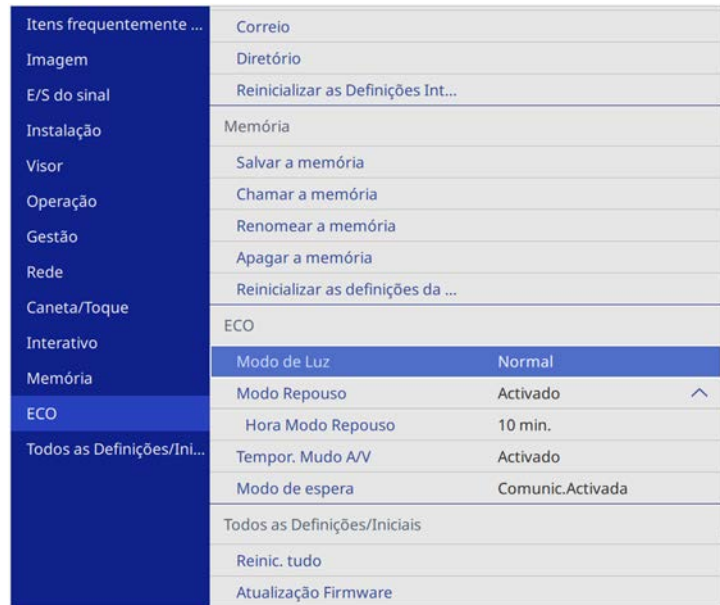 Itens frequentemente ...
Imagem
E/S do sinal
Instalação
Visor
Operação
Gestão
Rede
Caneta/Toque
Interativo
Memória
ECO
Todos as Definições/Ini...
Correio
Diretório
Reinicializar as Definições Int...
Memória
Salvar a memória
Chamar a memória
Renomear a memória
Apagar a memória
Reinicializar as definições da ...
ECO
Modo de Luz Normal
Modo Repouso Activado
Hora Modo Repouso 10 min.
Tempor. Mudo A/V Activado
Modo de espera Comunic.Activada
Todos as Definições/Iniciais
Reinic. tudo
Atualização Firmware